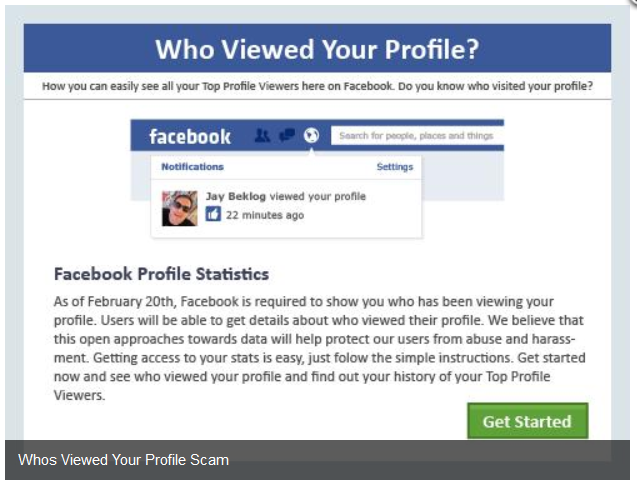 Who Viewed Your Profile?
How you can easily see all your Top Profile Viewers here on Facebook. Do you know who visited your profile?
facebook
Search for people, places and things
Notifications
Settings
Jay Beklog viewed your profile
22 minutes ago
Facebook Profile Statistics
As of February 20th, Facebook is required to show you who has been viewing your
profile. Users will be able to get details about who viewed their profile. We believe that
this open approaches towards data will help protect our users from abuse and harass-
ment. Getting access to your stats is easy, just folow the simple instructions. Get started
now and see who viewed your profile and find out your history of your Top Profile
Viewers.
Get Started
Whos Viewed Your Profile Scam